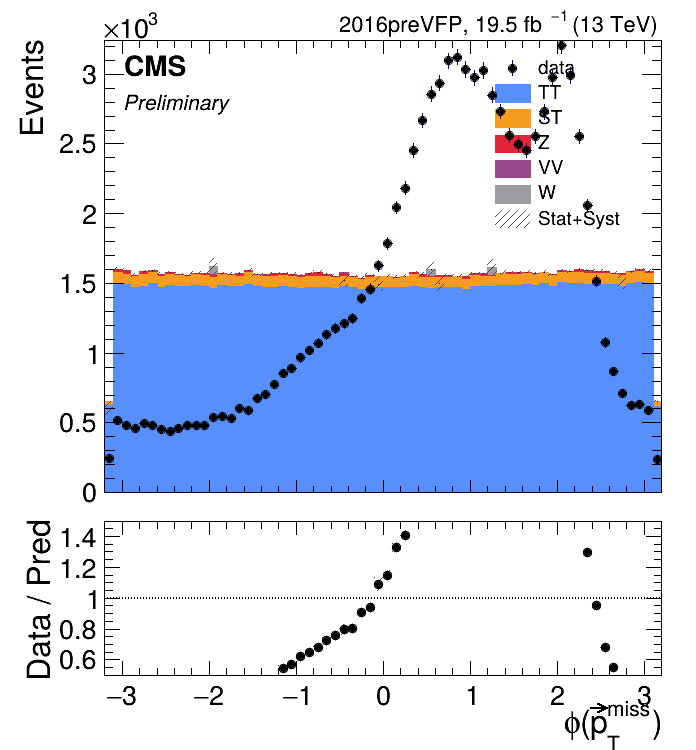 ×10³
2016preVFP, 19.5 fb⁻¹ (13 TeV)
Events
CMS
Preliminary
data
TT
ST
Z
VV
W
Stat+Syst
3
2.5
2
1.5
1
0.5
0
Data / Pred
1.4
1.2
1
0.8
0.6
−3 −2 −1 0 1 2 3
ϕ(p⃗_T^miss)